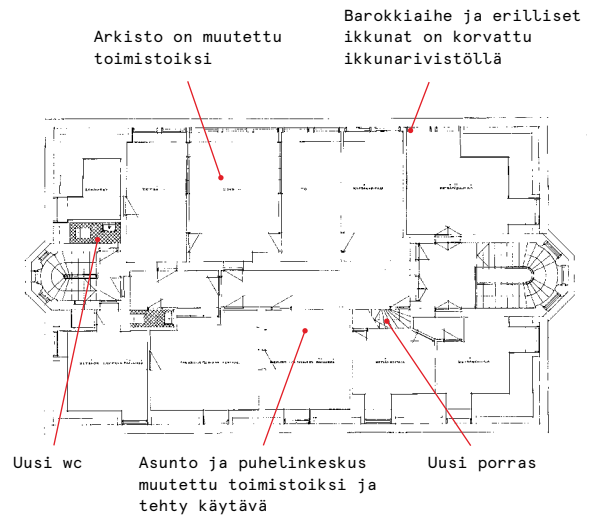 Arkisto on muutettu
toimistoiksi
Barokkiaihe ja erilliset
ikkunat on korvattu
ikkunarivistöllä
Uusi wc
Asunto ja puhelinkeskus
muutettu toimistoiksi ja
tehty käytävä
Uusi porras